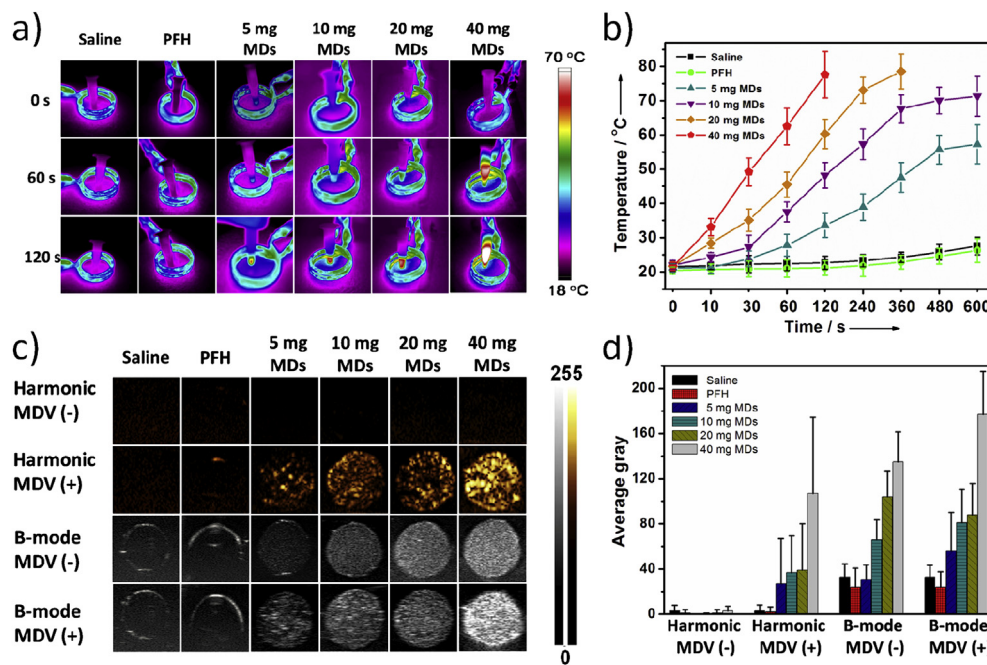 a)
Saline PFH 5 mg MDs 10 mg MDs 20 mg MDs 40 mg MDs
70 °C
0 s
60 s
120 s
18 °C
b)
Temperature / °C
80
70
60
50
40
30
20
Saline
PFH
5 mg MDs
10 mg MDs
20 mg MDs
40 mg MDs
0 10 30 60 120 240 360 480 600
Time / s
c)
Saline PFH 5 mg MDs 10 mg MDs 20 mg MDs 40 mg MDs
Harmonic
MDV (-)
Harmonic
MDV (+)
B-mode
MDV (-)
B-mode
MDV (+)
255
0
d)
Average gray
200
160
120
80
40
0
Saline
PFH
5 mg MDs
10 mg MDs
20 mg MDs
40 mg MDs
Harmonic MDV (-)
Harmonic MDV (+)
B-mode MDV (-)
B-mode MDV (+